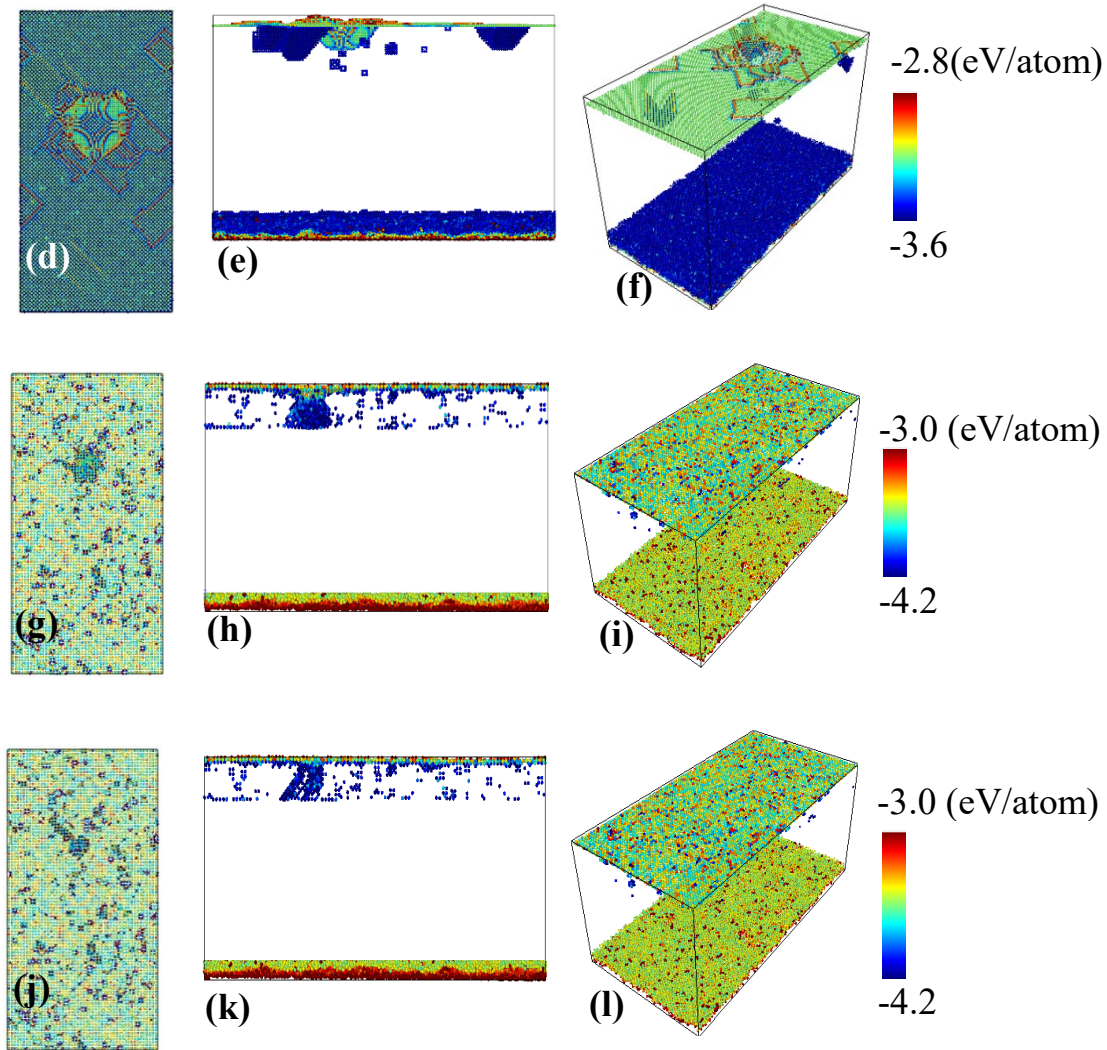 -2.8(eV/atom)
-3.6
(d)
(e)
(f)
-3.0 (eV/atom)
-4.2
(g)
(h)
(i)
-3.0 (eV/atom)
-4.2
(j)
(k)
(l)